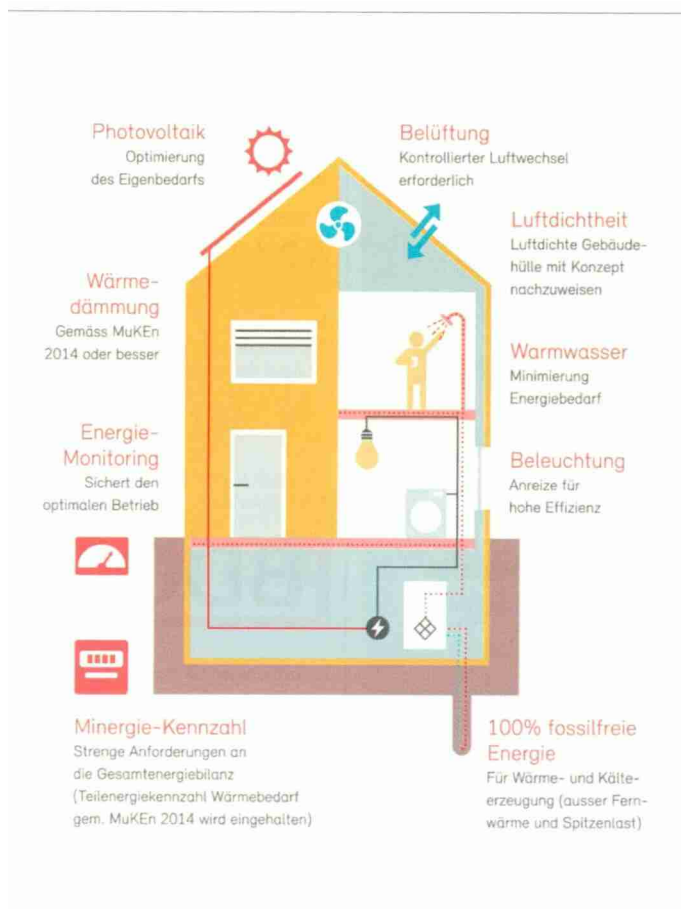 Photovoltaik
Optimierung
des Eigenbedarfs
Belüftung
Kontrollierter Luftwechsel
erforderlich
Luftdichtheit
Luftdichte Gebäude-
hülle mit Konzept
nachzuweisen
Wärme-
dämmung
Gemäss MuKEn
2014 oder besser
Warmwasser
Minimierung
Energiebedarf
Energie-
Monitoring
Sichert den
optimalen Betrieb
Beleuchtung
Anreize für
hohe Effizienz
Minergie-Kennzahl
Strenge Anforderungen an
die Gesamtenergiebilanz
(Teilenergiekennzahl Wärmebedarf
gem. MuKEn 2014 wird eingehalten)
100% fossilfreie
Energie
Für Wärme- und Kälte-
erzeugung (ausser Fern-
wärme und Spitzenlast)